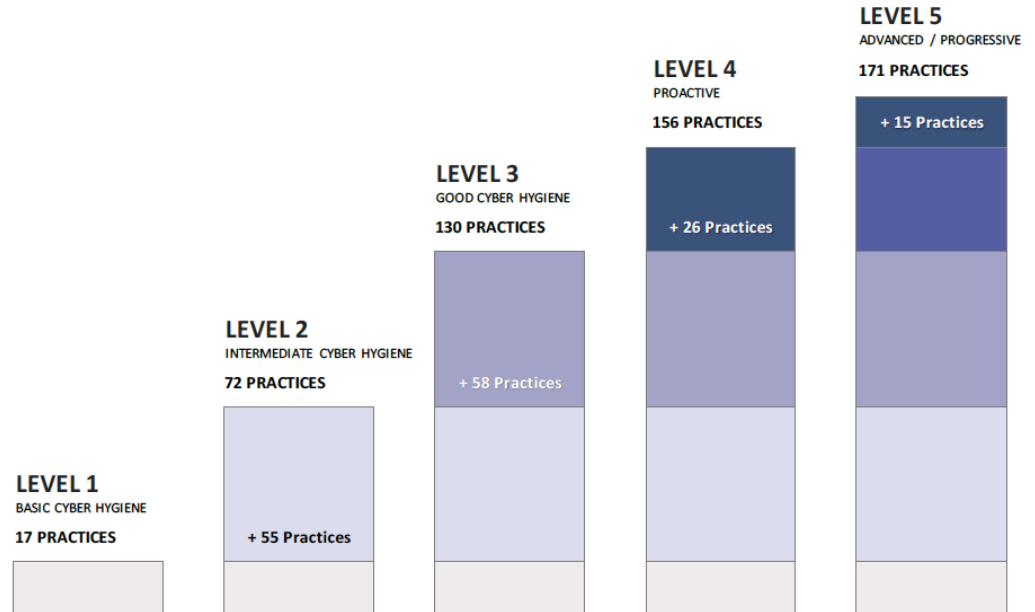 LEVEL 1
BASIC CYBER HYGIENE
17 PRACTICES
LEVEL 2
INTERMEDIATE CYBER HYGIENE
72 PRACTICES
+ 55 Practices
LEVEL 3
GOOD CYBER HYGIENE
130 PRACTICES
+ 58 Practices
LEVEL 4
PROACTIVE
156 PRACTICES
+ 26 Practices
LEVEL 5
ADVANCED / PROGRESSIVE
171 PRACTICES
+ 15 Practices